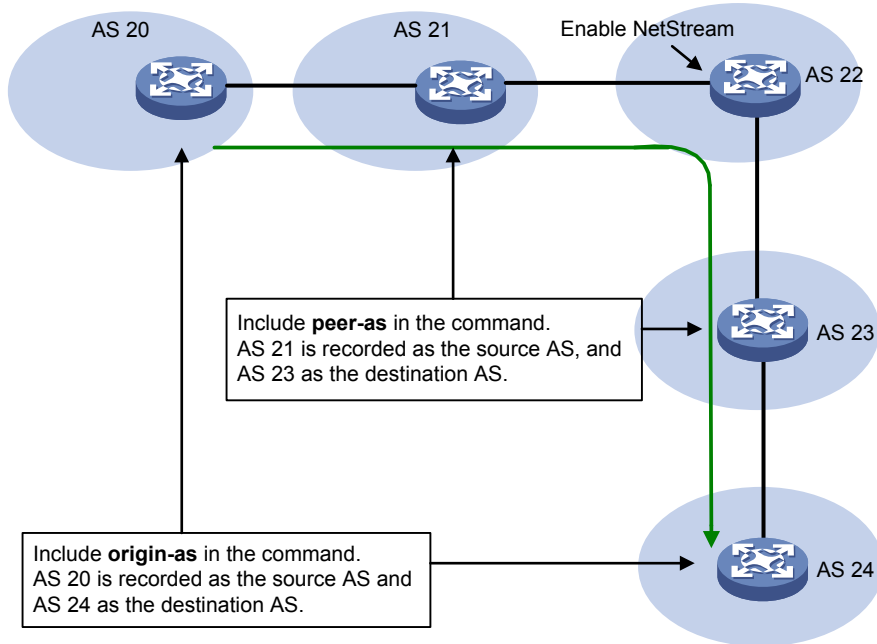 AS 20
AS 21
Enable NetStream
AS 22
Include peer-as in the command.
AS 21 is recorded as the source AS, and
AS 23 as the destination AS.
AS 23
Include origin-as in the command.
AS 20 is recorded as the source AS and
AS 24 as the destination AS.
AS 24